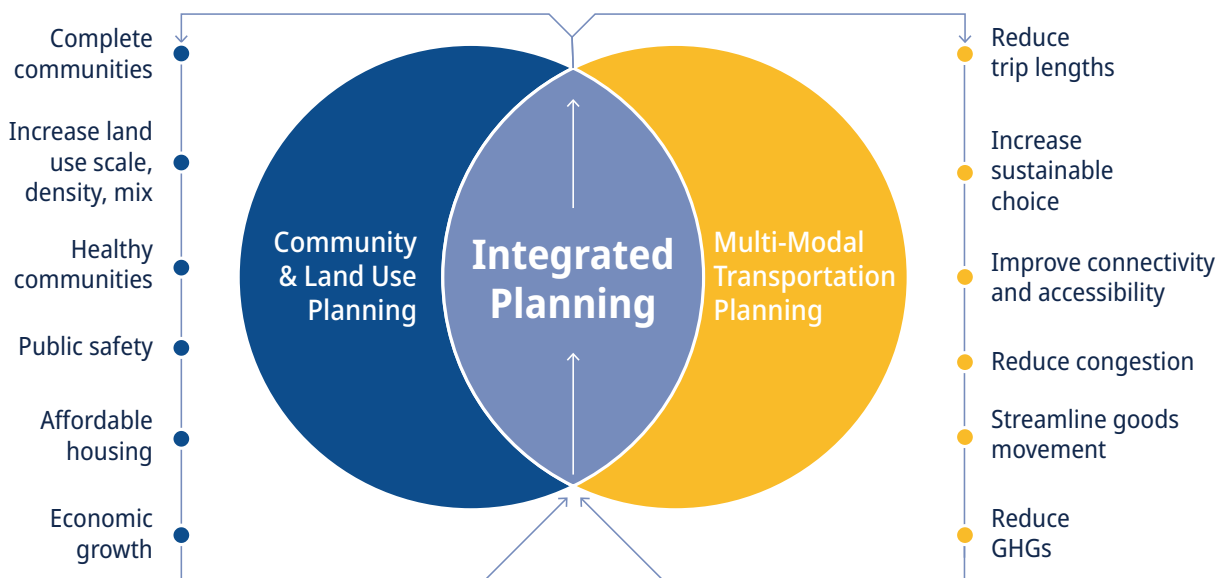 Complete
communities
Increase land
use scale,
density, mix
Healthy
communities
Public safety
Affordable
housing
Economic
growth
Community
& Land Use
Planning
Integrated
Planning
Multi-Modal
Transportation
Planning
Reduce
trip lengths
Increase
sustainable
choice
Improve connectivity
and accessibility
Reduce congestion
Streamline goods
movement
Reduce
GHGs